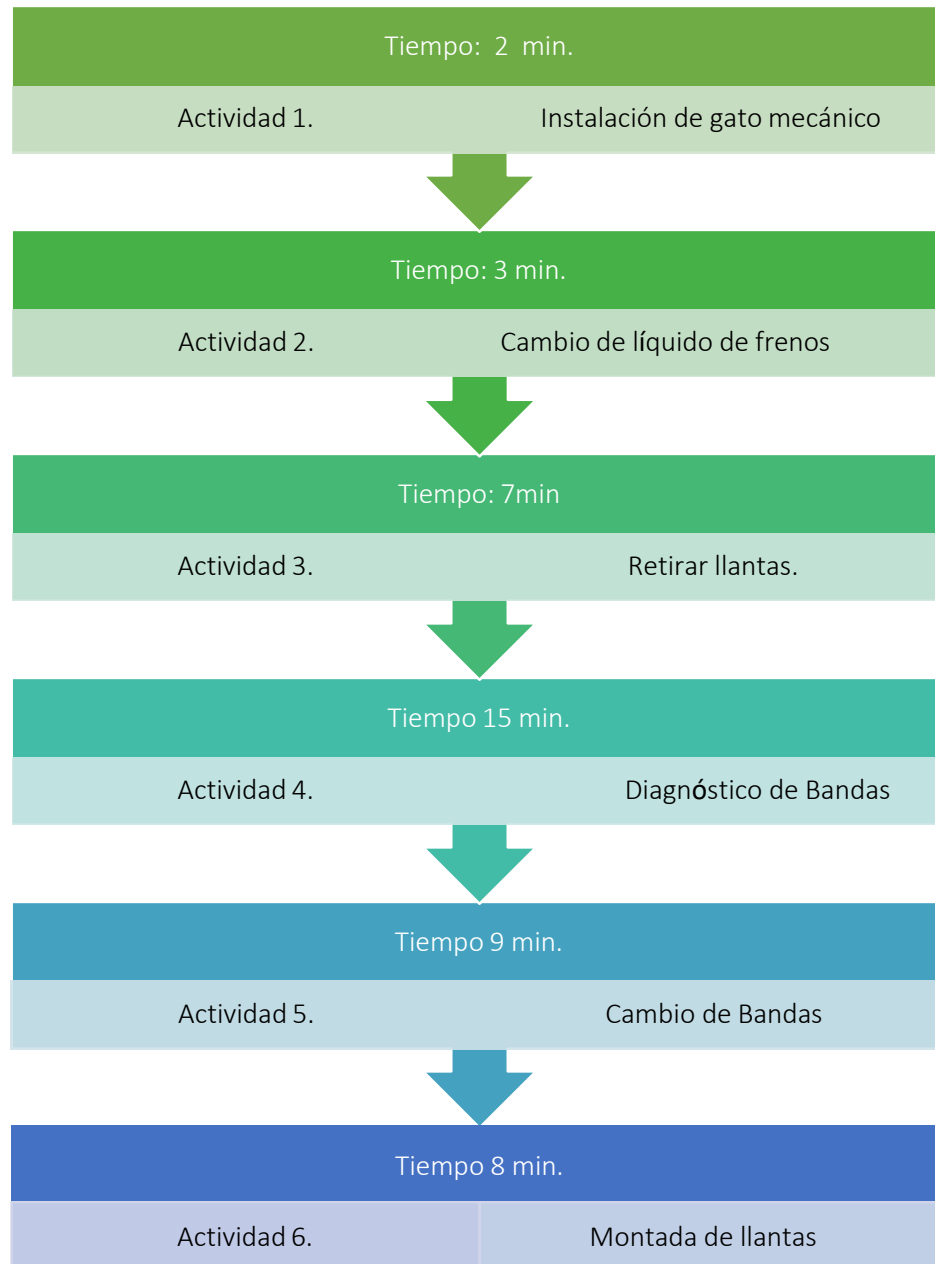 Tiempo: 2 min.
Actividad 1. Instalación de gato mecánico
Tiempo: 3 min.
Actividad 2. Cambio de líquido de frenos
Tiempo: 7min
Actividad 3. Retirar llantas.
Tiempo 15 min.
Actividad 4. Diagnóstico de Bandas
Tiempo 9 min.
Actividad 5. Cambio de Bandas
Tiempo 8 min.
Actividad 6. Montada de llantas